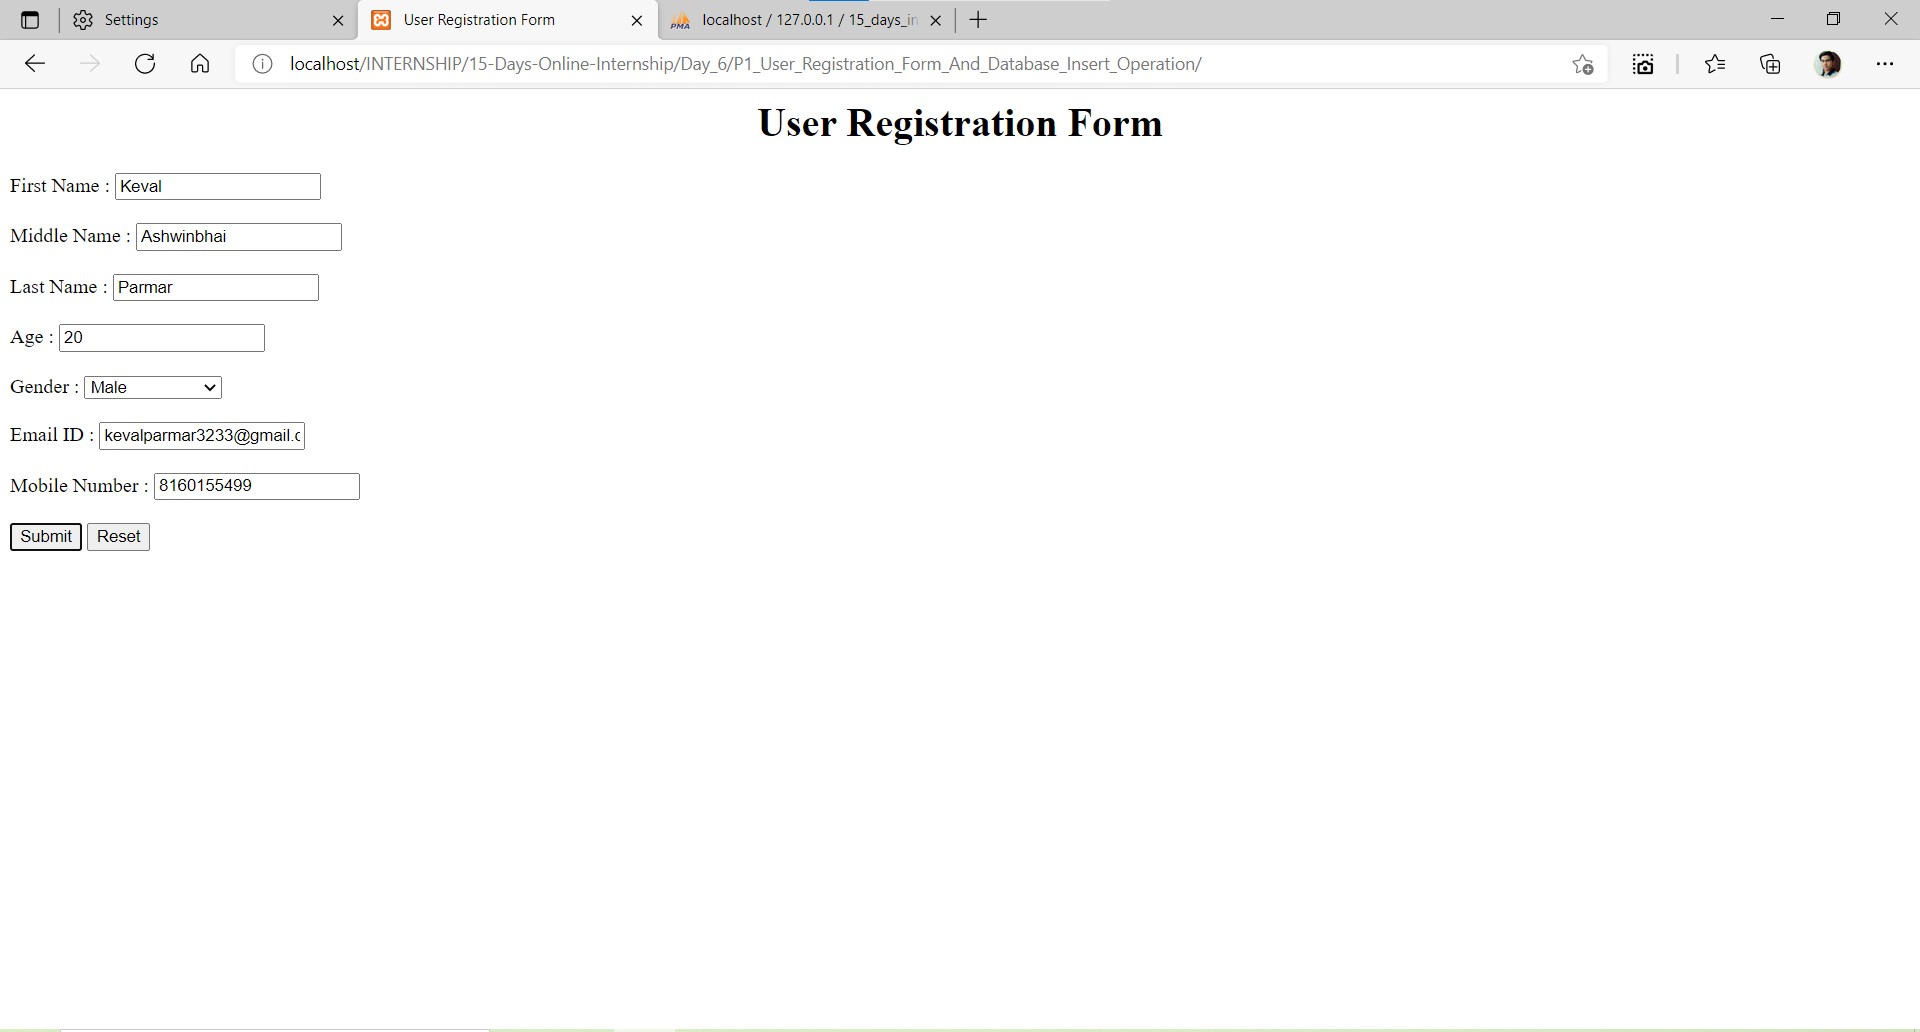 Settings
User Registration Form
PMA localhost / 127.0.0.1 / 15_days_in
localhost/INTERNSHIP/15-Days-Online-Internship/Day_6/P1_User_Registration_Form_And_Database_Insert_Operation/
User Registration Form
First Name : Keval
Middle Name : Ashwinbhai
Last Name : Parmar
Age : 20
Gender : Male
Email ID : kevalparmar3233@gmail.c
Mobile Number : 8160155499
Submit Reset